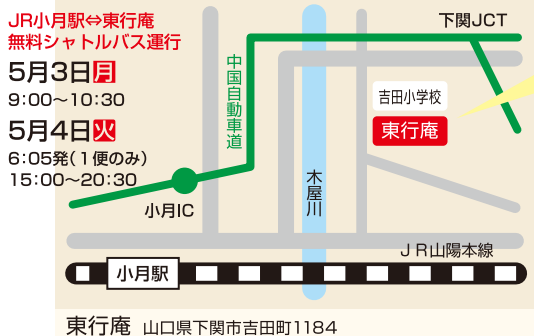 JR小月駅⇔東行庵
無料シャトルバス運行
5月3日月
9:00〜10:30
5月4日火
6:05発(1便のみ)
15:00〜20:30
下関JCT
中国自動車道
吉田小学校
東行庵
木屋川
小月IC
JR山陽本線
小月駅
東行庵 山口県下関市吉田町1184